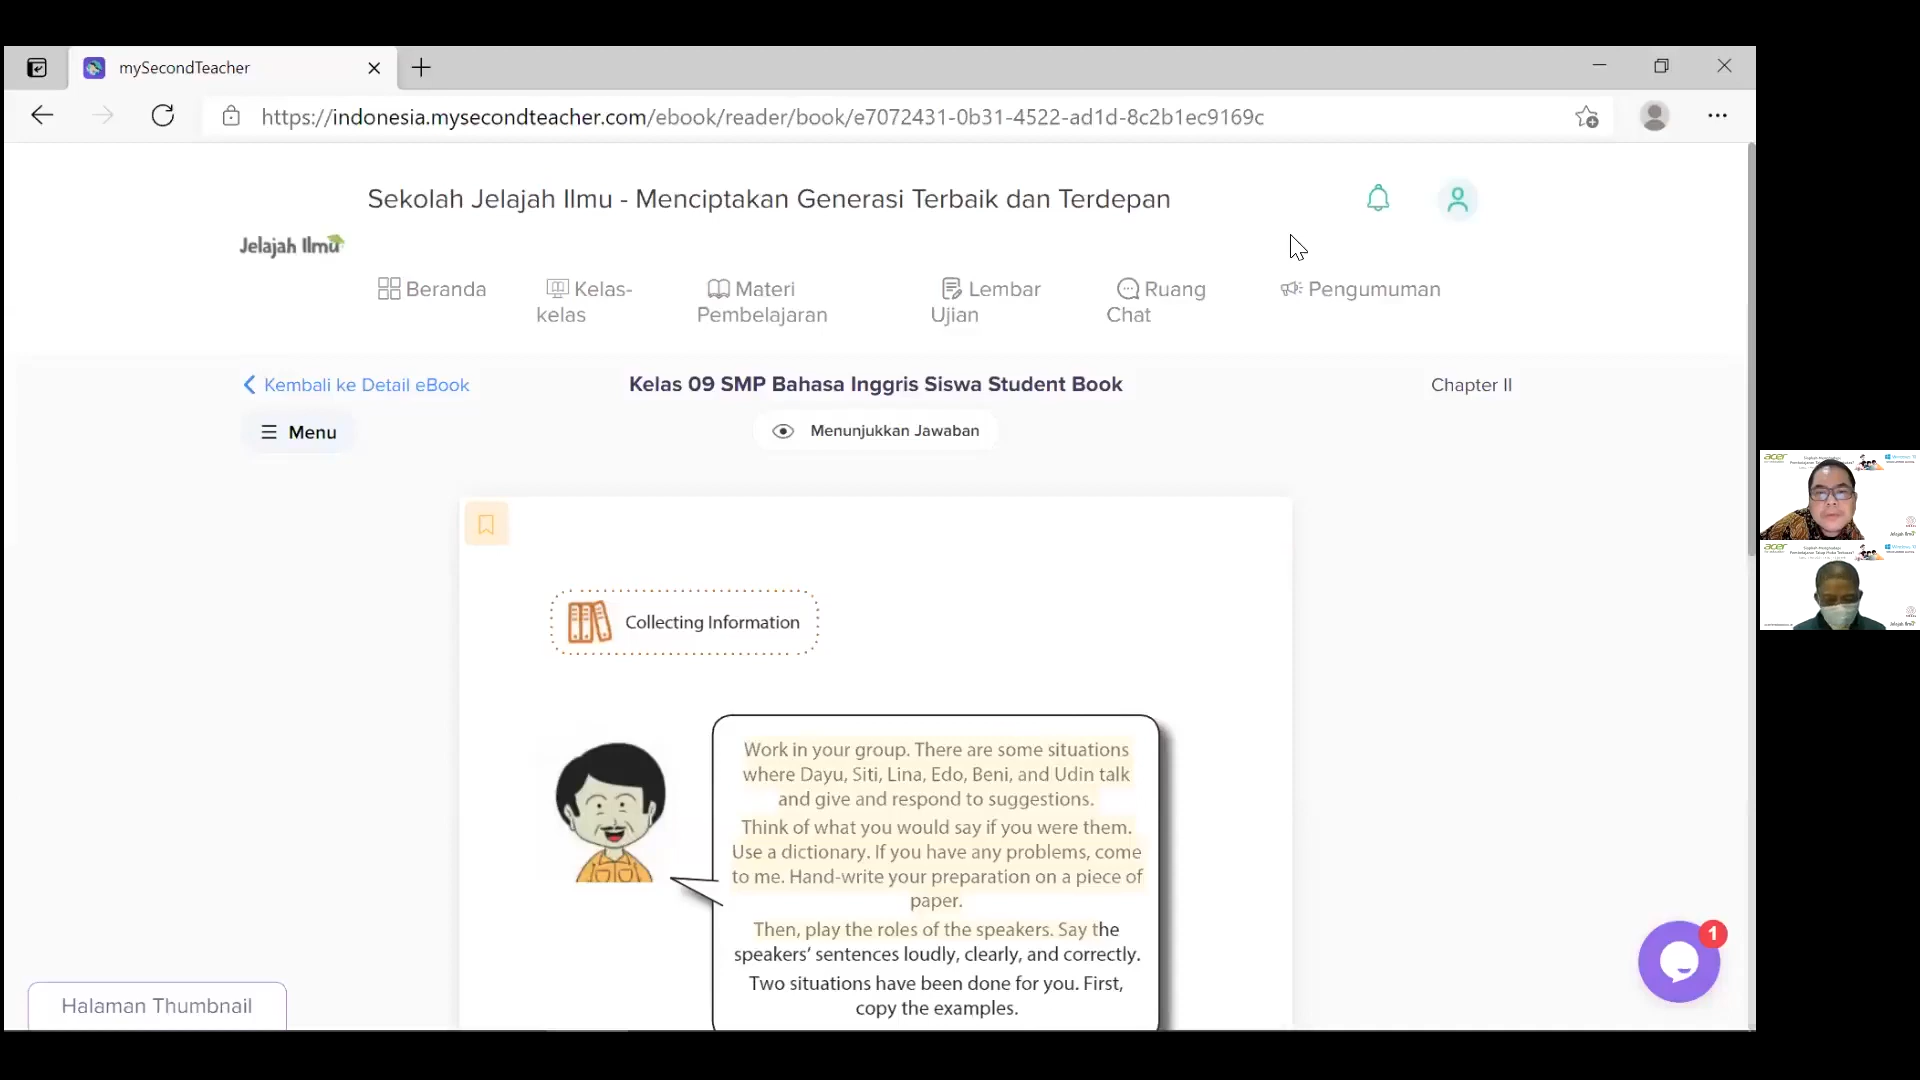 mySecondTeacher
https://indonesia.mysecondteacher.com/ebook/reader/book/e7072431-0b31-4522-ad1d-8c2b1ec9169c
Sekolah Jelajah Ilmu - Menciptakan Generasi Terbaik dan Terdepan
Jelajah Ilmu
Beranda
Kelas-
kelas
Materi
Pembelajaran
Lembar
Ujian
Ruang
Chat
Pengumuman
Kembali ke Detail eBook
Kelas 09 SMP Bahasa Inggris Siswa Student Book
Chapter II
Menu
Menunjukkan Jawaban
Collecting Information
Work in your group. There are some situations
where Dayu, Siti, Lina, Edo, Beni, and Udin talk
and give and respond to suggestions.
Think of what you would say if you were them.
Use a dictionary. If you have any problems, come
to me. Hand-write your preparation on a piece of
paper.
Then, play the roles of the speakers. Say the
speakers' sentences loudly, clearly, and correctly.
Two situations have been done for you. First,
copy the examples.
Halaman Thumbnail
1
acer
Jelajah Ilmu
acer
Jelajah Ilmu